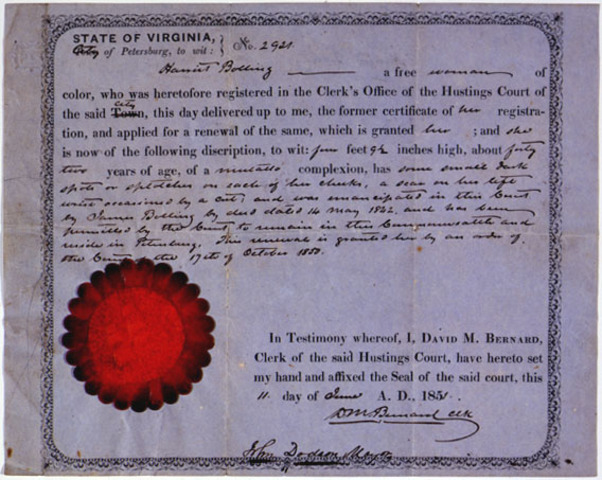 STATE OF VIRGINIA,
City of Petersburg, to wit: } No. 2921
Harriet Bolling a free woman of
color, who was heretofore registered in the Clerk's Office of the Hustings Court of
the said Town, City this day delivered up to me, the former certificate of her registra-
tion, and applied for a renewal of the same, which is granted her ; and she
is now of the following discription, to wit: four feet 9½ inches high, about forty
two years of age, of a mulatto complexion, has some small dark
spots or splotches on each of her cheeks, a scar on her left
wrist occasioned by a cut; and was emancipated in this Court
by James Bolling by deed dated 14 May 1842, and has been
permitted by the Court to remain in this Commonwealth and
reside in Petersburg. This renewal is granted her by an order of
the Court the 17th of October 1850.
In Testimony whereof, I, DAVID M. BERNARD,
Clerk of the said Hustings Court, have hereto set
my hand and affixed the Seal of the said court, this
11 day of June A. D., 1851.
D M Bernard clk
Dodson